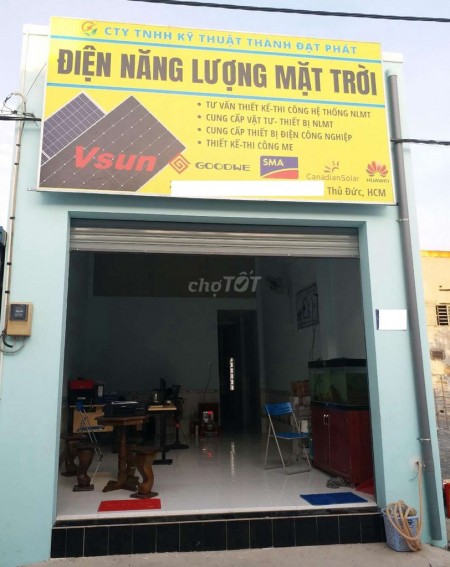 CTY TNHH KỸ THUẬT THÀNH ĐẠT PHÁT
ĐIỆN NĂNG LƯỢNG MẶT TRỜI
• TƯ VẤN THIẾT KẾ-THI CÔNG HỆ THỐNG NLMT
• CUNG CẤP VẬT TƯ- THIẾT BỊ NLMT
• CUNG CẤP THIẾT BỊ ĐIỆN CÔNG NGHIỆP
• THIẾT KẾ-THI CÔNG ME
Vsun
GOODWE
SMA
CanadianSolar
HUAWEI
Thủ Đức, HCM
chợTỐT